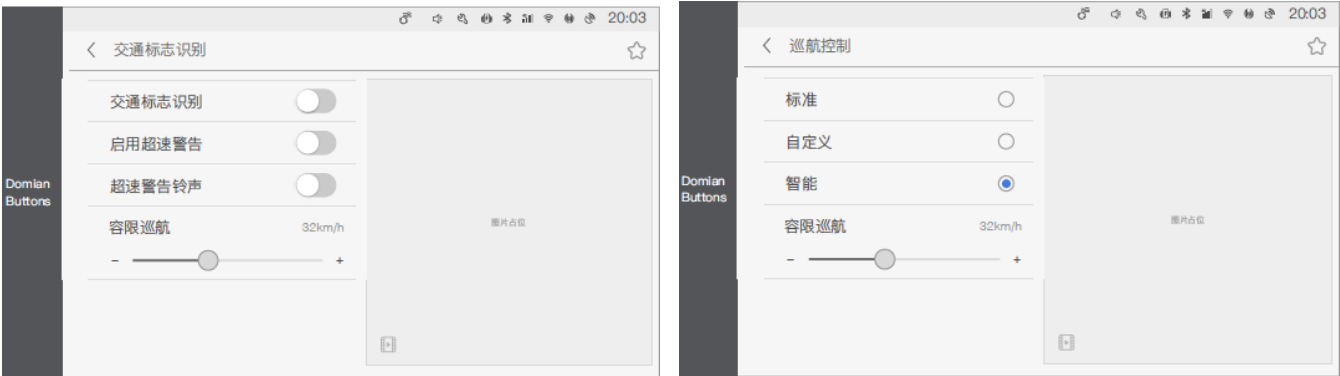 20:03
交通标志识别
交通标志识别
启用超速警告
超速警告铃声
容限巡航 32km/h
- +
Domian
Buttons
图片占位
20:03
巡航控制
标准
自定义
智能
容限巡航 32km/h
- +
Domian
Buttons
图片占位